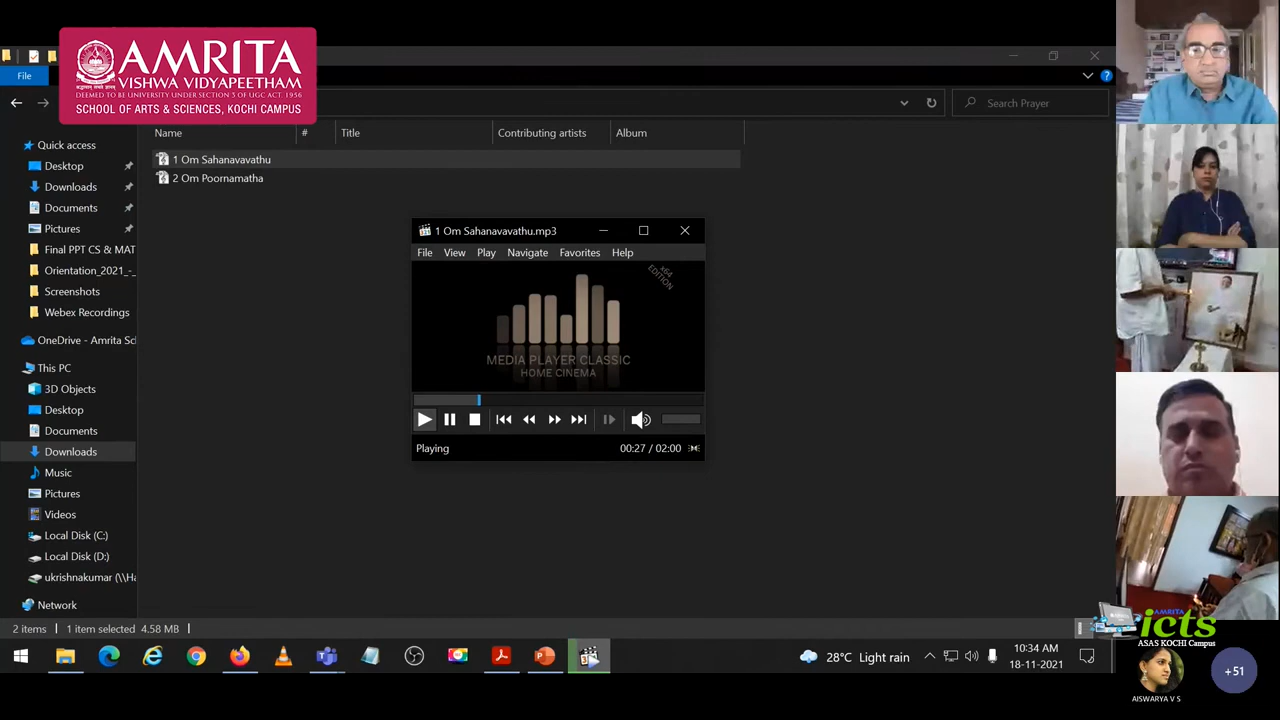 AMRITA
VISHWA VIDYAPEETHAM
DEEMED TO BE UNIVERSITY UNDER SECTION 3 OF UGC ACT, 1956
SCHOOL OF ARTS & SCIENCES, KOCHI CAMPUS
File
Search Prayer
Name # Title Contributing artists Album
1 Om Sahanavavathu
2 Om Poornamatha
Quick access
Desktop
Downloads
Documents
Pictures
Final PPT CS & MAT
Orientation_2021_-_
Screenshots
Webex Recordings
OneDrive - Amrita Sc
This PC
3D Objects
Desktop
Documents
Downloads
Music
Pictures
Videos
Local Disk (C:)
Local Disk (D:)
ukrishnakumar (\\Ha
Network
1 Om Sahanavavathu.mp3
File View Play Navigate Favorites Help
x64
EDITION
MEDIA PLAYER CLASSIC
HOME CINEMA
Playing 00:27 / 02:00
2 items 1 item selected 4.58 MB
28°C Light rain
10:34 AM
18-11-2021
AMRITA
icts
ASAS KOCHI Campus
AISWARYA V S
+51